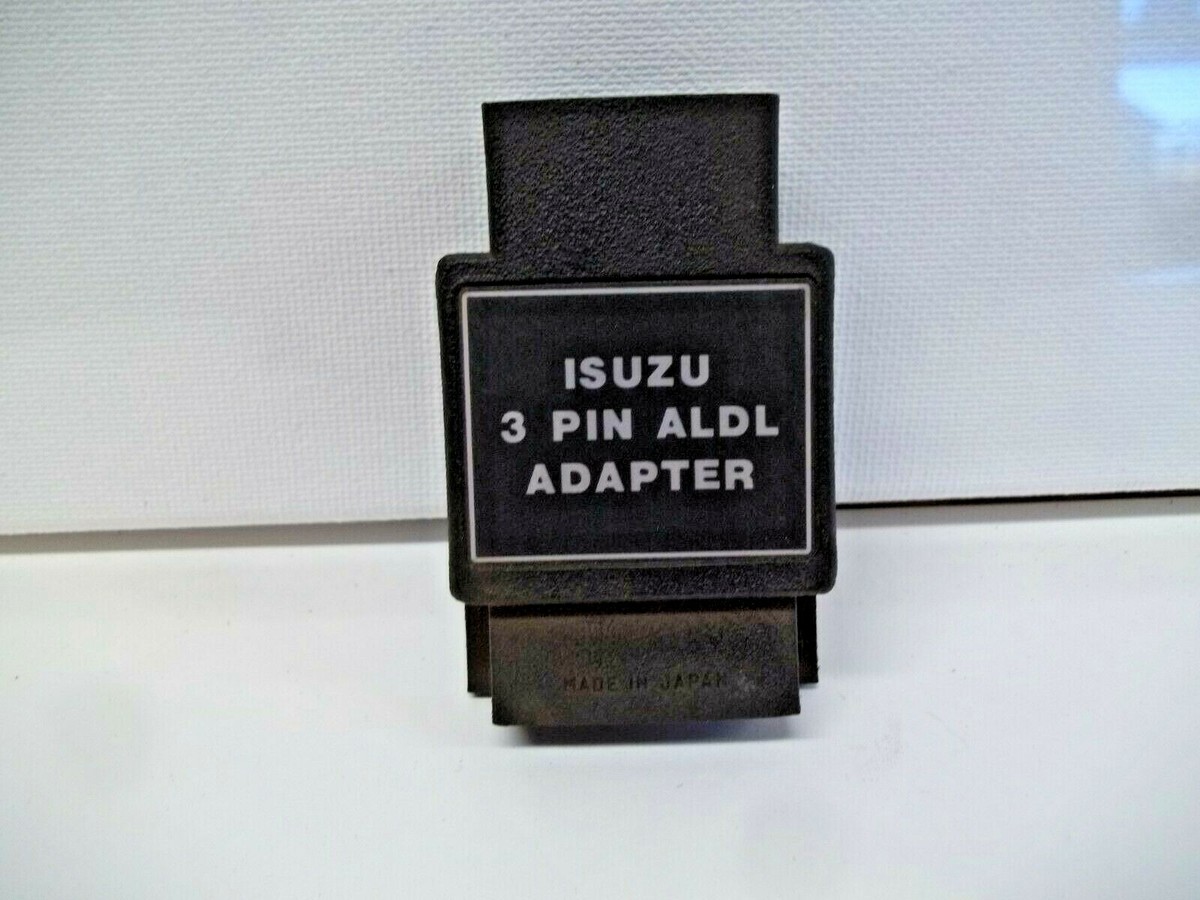 ISUZU
3 PIN ALDL
ADAPTER
MADE IN JAPAN